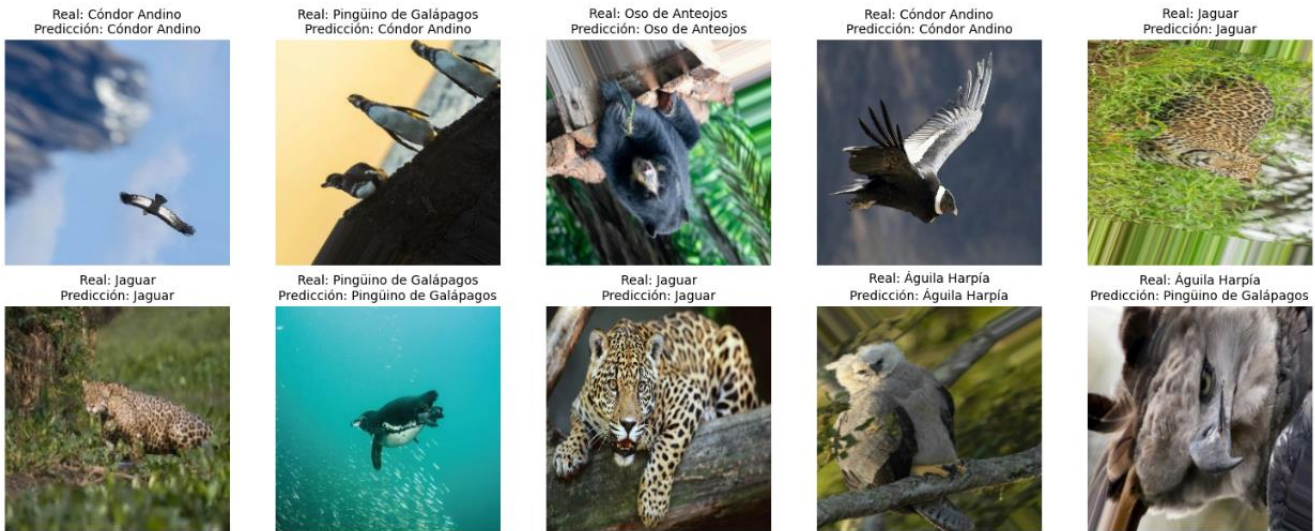 Real: Cóndor Andino
Predicción: Cóndor Andino
Real: Pingüino de Galápagos
Predicción: Cóndor Andino
Real: Oso de Anteojos
Predicción: Oso de Anteojos
Real: Cóndor Andino
Predicción: Cóndor Andino
Real: Jaguar
Predicción: Jaguar
Real: Jaguar
Predicción: Jaguar
Real: Pingüino de Galápagos
Predicción: Pingüino de Galápagos
Real: Jaguar
Predicción: Jaguar
Real: Águila Harpía
Predicción: Águila Harpía
Real: Águila Harpía
Predicción: Pingüino de Galápagos